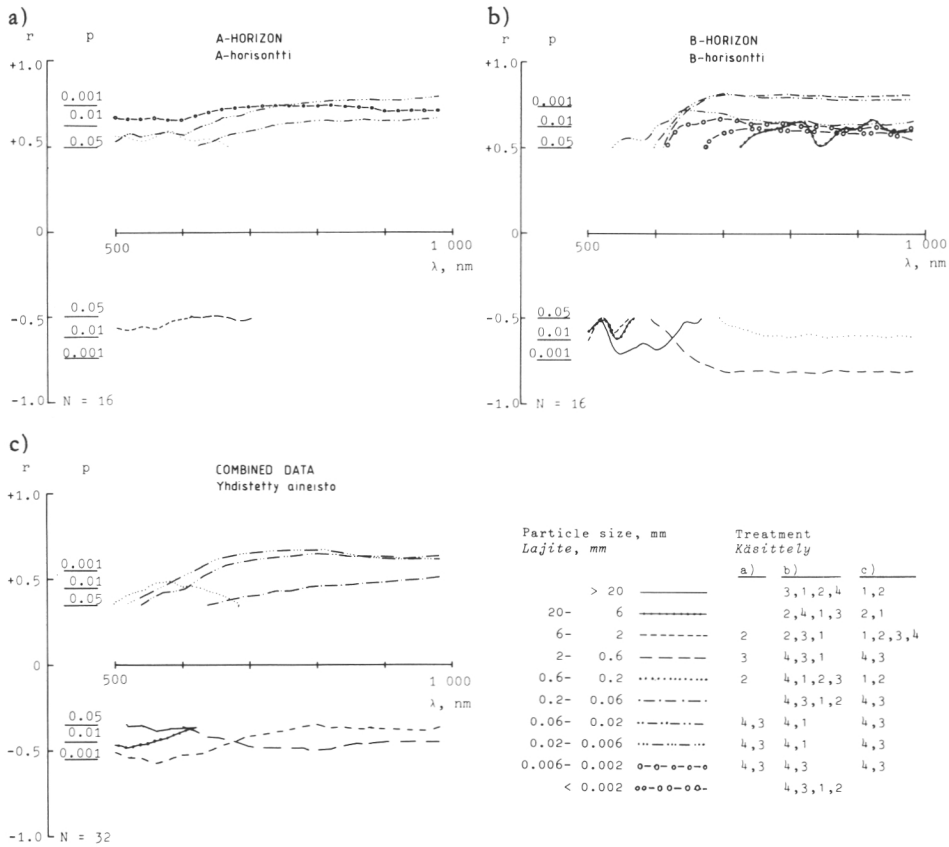 a)
r p
A-HORIZON
A-horisontti
+1.0
0.001
0.01
0.05
+0.5
0
500
1 000
λ, nm
0.05
-0.5
0.01
0.001
-1.0
N = 16
b)
r p
B-HORIZON
B-horisontti
+1.0
0.001
0.01
0.05
+0.5
0
500
1 000
λ, nm
0.05
-0.5
0.01
0.001
-1.0
N = 16
c)
r p
COMBINED DATA
Yhdistetty aineisto
+1.0
0.001
0.01
+0.5
0.05
0
500
1 000
λ, nm
0.05
0.01
-0.5
0.001
-1.0
N = 32
Particle size, mm Treatment
Lajite, mm Käsittely
a) b) c)
> 20 3,1,2,4 1,2
20- 6 2,4,1,3 2,1
6- 2 2 2,3,1 1,2,3,4
2- 0.6 3 4,3,1 4,3
0.6- 0.2 2 4,1,2,3 1,2
0.2- 0.06 4,3,1,2 4,3
0.06- 0.02 4,3 4,1 4,3
0.02- 0.006 4,3 4,1 4,3
0.006- 0.002 4,3 4,3 4,3
< 0.002 4,3,1,2